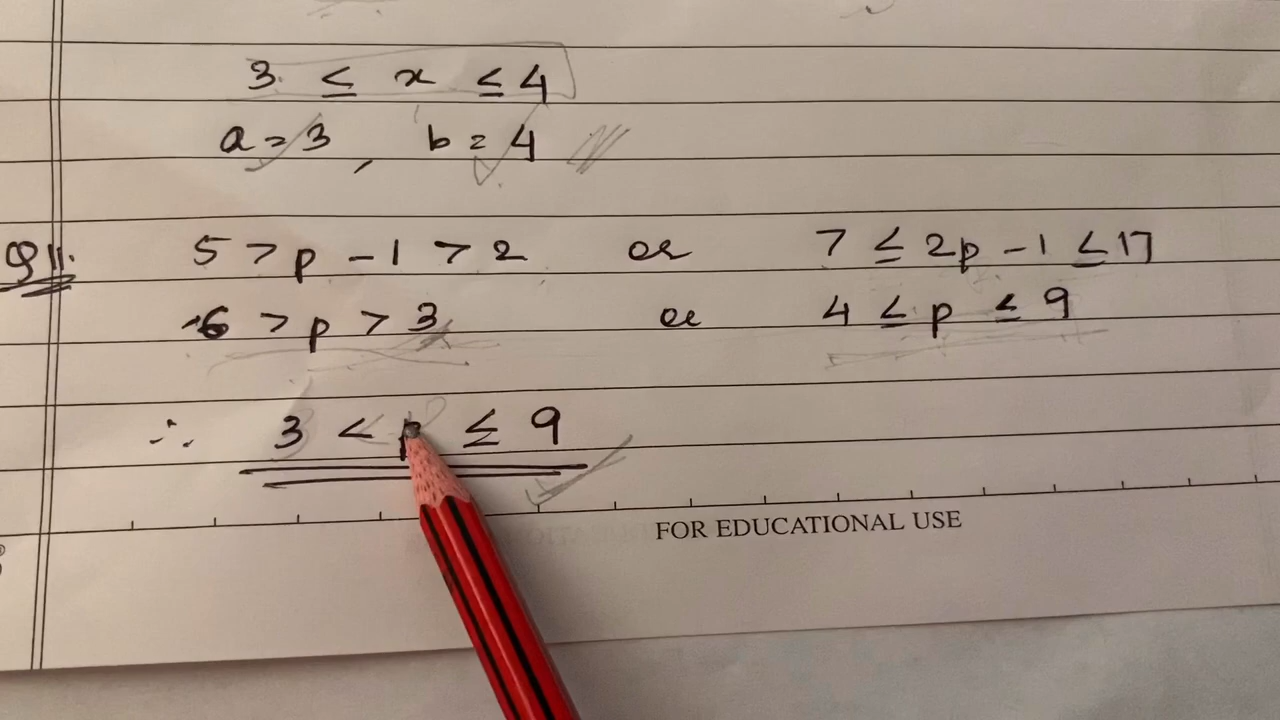 3 ≤ x ≤ 4
a = 3 , b = 4
Q11. 5 > p - 1 > 2 or 7 ≤ 2p - 1 ≤ 17
6 > p > 3 or 4 ≤ p ≤ 9
∴ 3 < p ≤ 9
FOR EDUCATIONAL USE